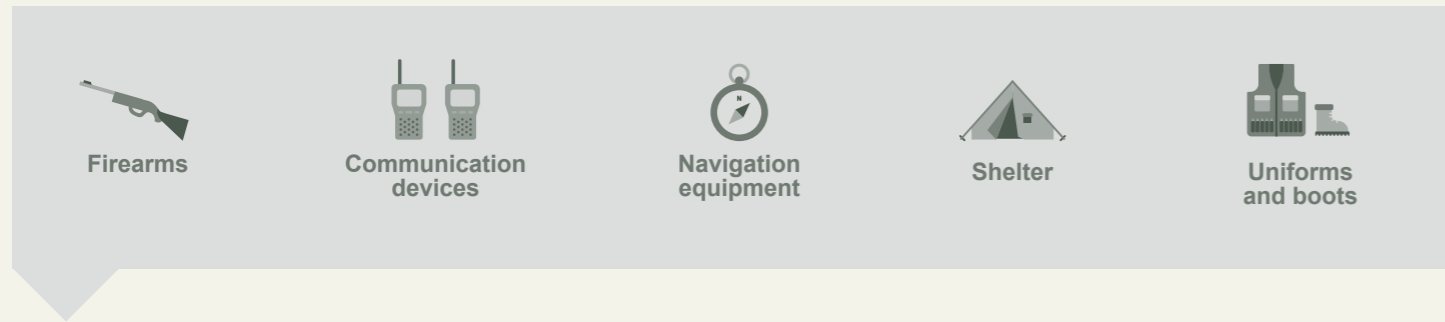 Firearms
Communication
devices
N
Navigation
equipment
Shelter
Uniforms
and boots